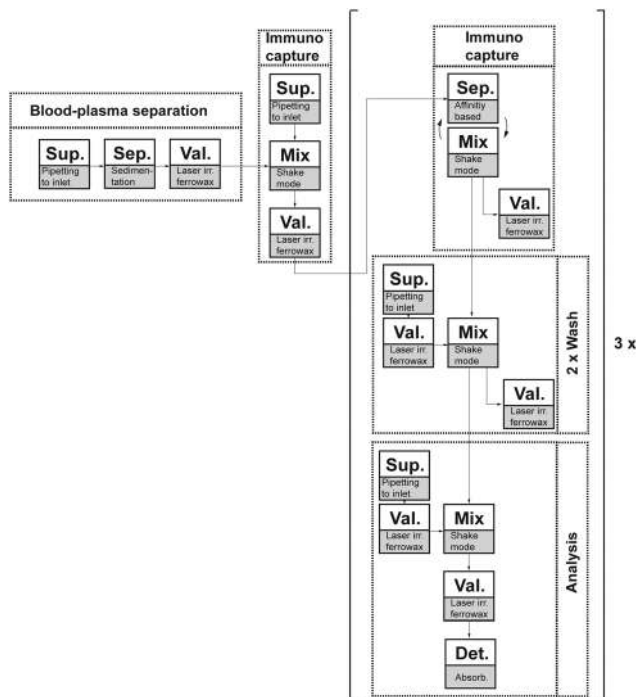 Immuno
capture
Sup.
Pipetting
to inlet
Mix
Shake
mode
Val.
Laser irr.
ferrowax
Blood-plasma separation
Sup.
Pipetting
to inlet
Sep.
Sedimen-
tation
Val.
Laser irr.
ferrowax
Immuno
capture
Sep.
Affinitiy
based
Mix
Shake
mode
Val.
Laser irr.
ferrowax
Sup.
Pipetting
to inlet
Val.
Laser irr.
ferrowax
Mix
Shake
mode
Val.
Laser irr.
ferrowax
2 x Wash
3 x
Sup.
Pipetting
to inlet
Val.
Laser irr.
ferrowax
Mix
Shake
mode
Val.
Laser irr.
ferrowax
Det.
Absorb.
Analysis